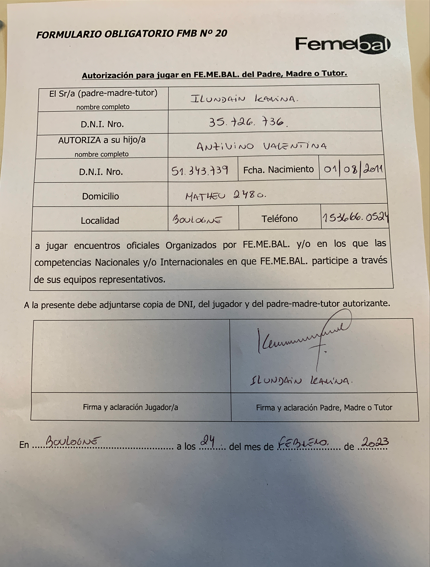 FORMULARIO OBLIGATORIO FMB Nº 20
Femebal
Autorización para jugar en FE.ME.BAL. del Padre, Madre o Tutor.
El Sr/a (padre-madre-tutor)
nombre completo
ILUNDAIN KARINA.
D.N.I. Nro.
35.726.736.
AUTORIZA a su hijo/a
nombre completo
ANTIVINO VALENTINA
D.N.I. Nro.
51.343.739
Fcha. Nacimiento
01/08/2011
Domicilio
MATHEU 2480.
Localidad
BOULOGNE
Teléfono
153666.0524
a jugar encuentros oficiales Organizados por FE.ME.BAL. y/o en los que las
competencias Nacionales y/o Internacionales en que FE.ME.BAL. participe a través
de sus equipos representativos.
A la presente debe adjuntarse copia de DNI, del jugador y del padre-madre-tutor autorizante.
ILUNDAIN KARINA.
Firma y aclaración Jugador/a
Firma y aclaración Padre, Madre o Tutor
En BOULOGNE a los 24 del mes de FEBRERO. de 2023